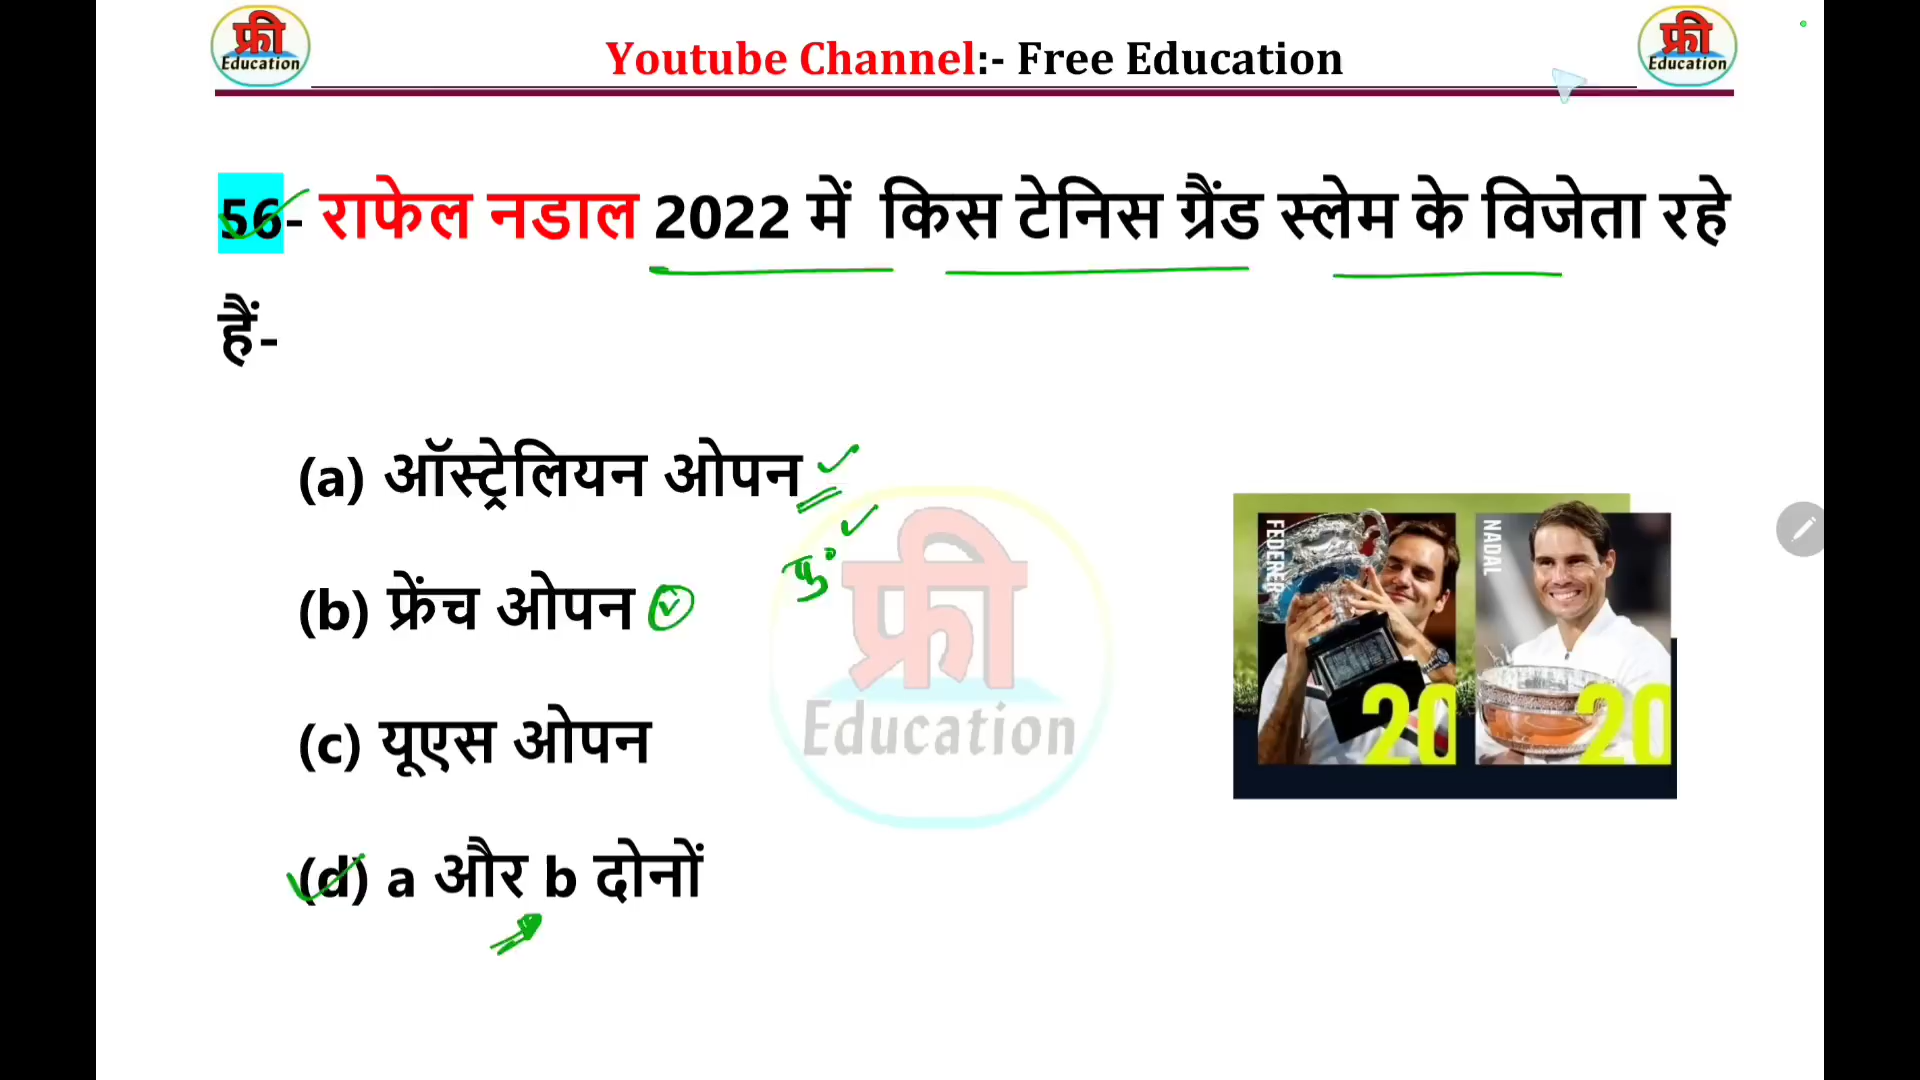 फ्री
Education
Youtube Channel:- Free Education
फ्री
Education
56- राफेल नडाल 2022 में किस टेनिस ग्रैंड स्लेम के विजेता रहे
हैं-
(a) ऑस्ट्रेलियन ओपन
(b) फ्रेंच ओपन
(c) यूएस ओपन
(d) a और b दोनों
फ्री
Education
FEDERER
20
NADAL
20